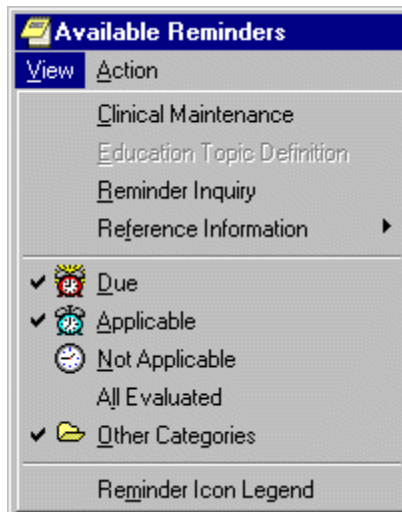 Available Reminders
View Action
Clinical Maintenance
Education Topic Definition
Reminder Inquiry
Reference Information
Due
Applicable
Not Applicable
All Evaluated
Other Categories
Reminder Icon Legend